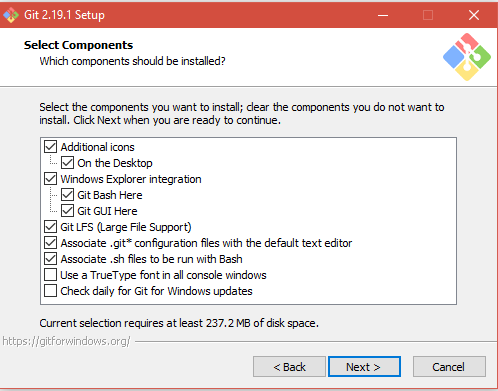 Git 2.19.1 Setup
Select Components
Which components should be installed?
Select the components you want to install; clear the components you do not want to
install. Click Next when you are ready to continue.
Additional icons
On the Desktop
Windows Explorer integration
Git Bash Here
Git GUI Here
Git LFS (Large File Support)
Associate .git* configuration files with the default text editor
Associate .sh files to be run with Bash
Use a TrueType font in all console windows
Check daily for Git for Windows updates
Current selection requires at least 237.2 MB of disk space.
https://gitforwindows.org/
< Back Next > Cancel